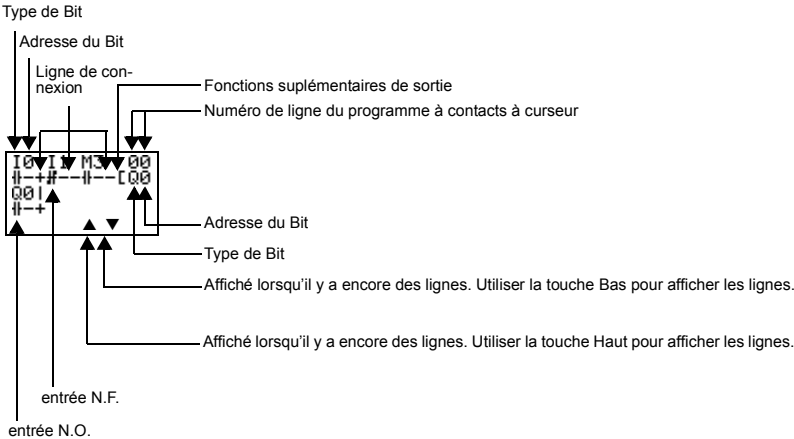 Type de Bit
Adresse du Bit
Ligne de con-
nexion
Fonctions suplémentaires de sortie
Numéro de ligne du programme à contacts à curseur
I0 I1 M3 00
Q0
Q0
Adresse du Bit
Type de Bit
Affiché lorsqu'il y a encore des lignes. Utiliser la touche Bas pour afficher les lignes.
Affiché lorsqu'il y a encore des lignes. Utiliser la touche Haut pour afficher les lignes.
entrée N.F.
entrée N.O.